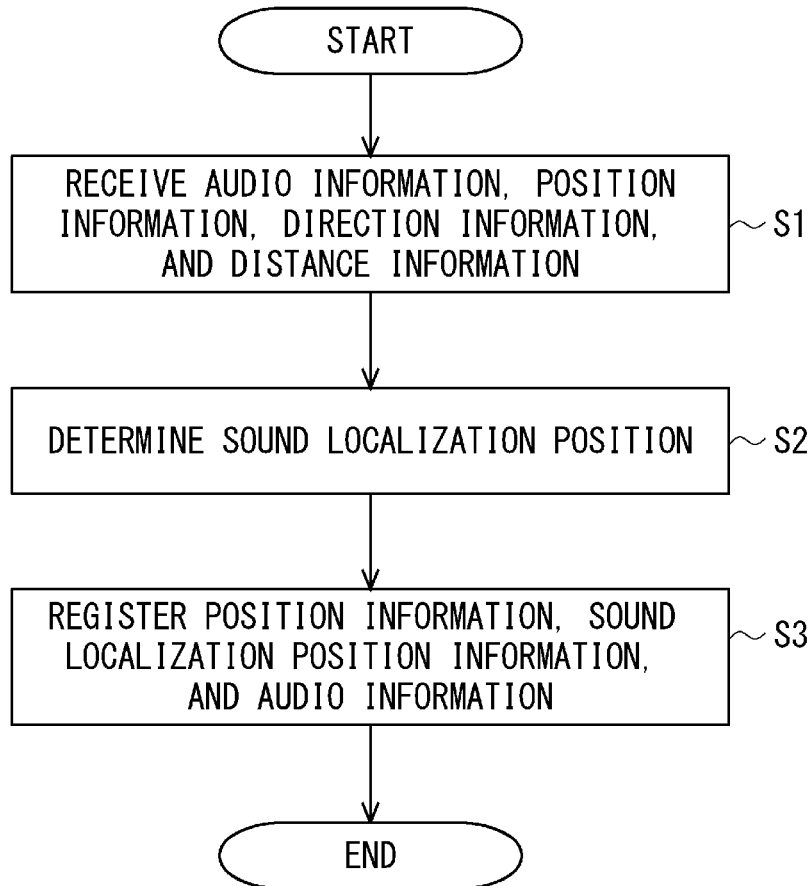 START
RECEIVE AUDIO INFORMATION, POSITION
INFORMATION, DIRECTION INFORMATION,
AND DISTANCE INFORMATION
S1
DETERMINE SOUND LOCALIZATION POSITION
S2
REGISTER POSITION INFORMATION, SOUND
LOCALIZATION POSITION INFORMATION,
AND AUDIO INFORMATION
S3
END